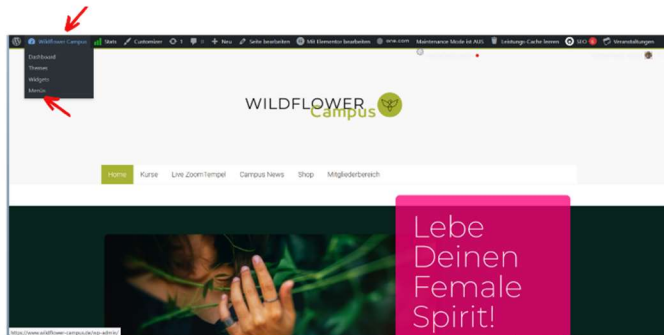 Wildflower Campus Stats Customizer 1 0 Neu Seite bearbeiten Mit Elementor bearbeiten Maintenance Mode ist AUS Leistungs-Cache leeren SEO 6 Veranstaltungen
Dashboard
Themes
Widgets
Menüs
WILDFLOWER
Campus
Home Kurse Live ZoomTempel Campus News Shop Mitgliederbereich
Lebe
Deinen
Female
Spirit!
https://www.wildflower-campus.de/wp-admin/